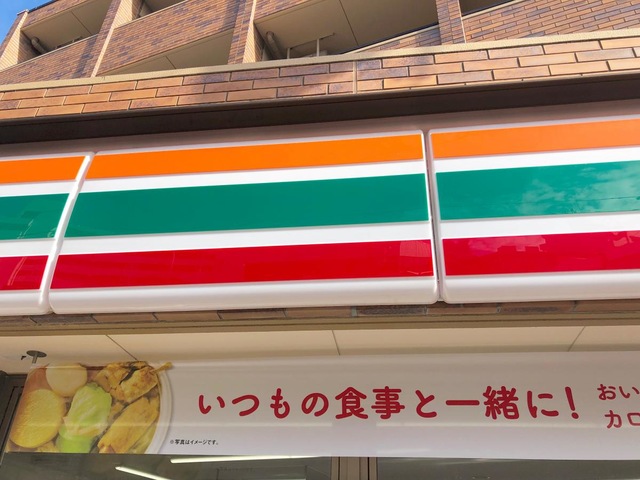 いつもの食事と一緒に!
おい
カロ
※写真はイメージです。